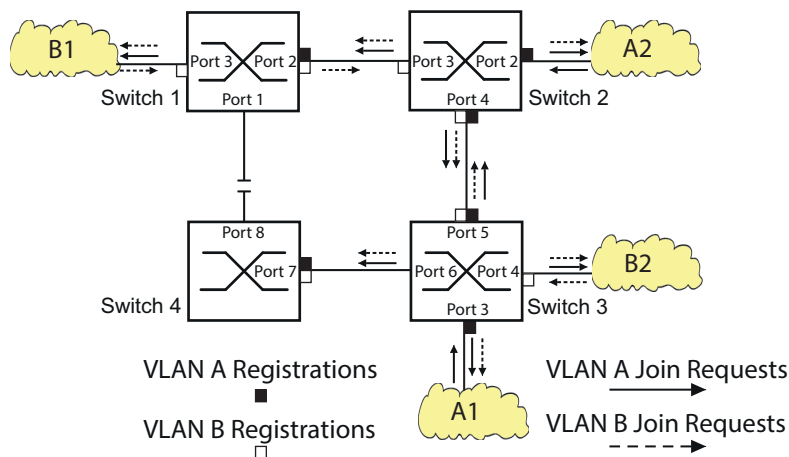 B1
Port 3
Port 2
Port 1
Switch 1
Port 3
Port 2
Port 4
Switch 2
A2
Port 8
Port 7
Switch 4
Port 5
Port 6
Port 4
Port 3
Switch 3
B2
A1
VLAN A Registrations
VLAN B Registrations
VLAN A Join Requests
VLAN B Join Requests